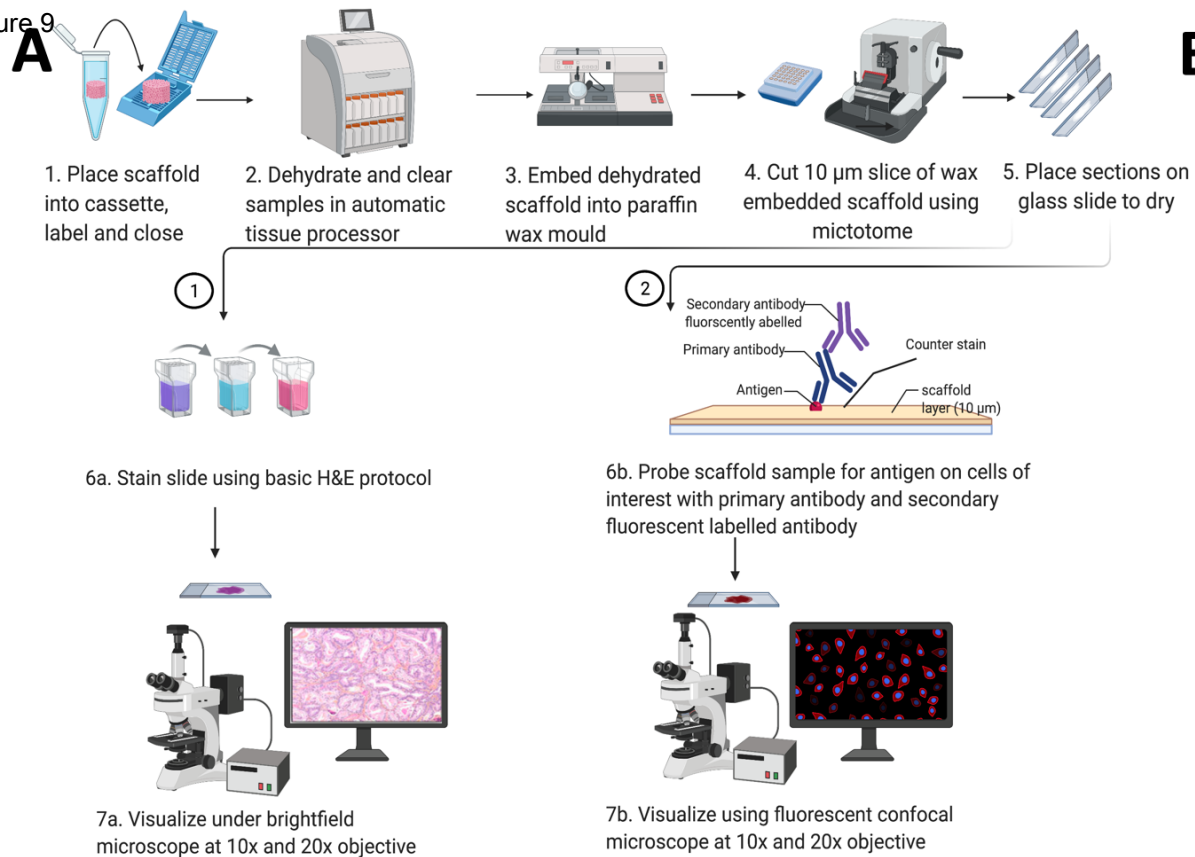 ure 9
A
1. Place scaffold
into cassette,
label and close
2. Dehydrate and clear
samples in automatic
tissue processor
3. Embed dehydrated
scaffold into paraffin
wax mould
4. Cut 10 µm slice of wax
embedded scaffold using
mictotome
5. Place sections on
glass slide to dry
1
2
Secondary antibody
fluorscently abelled
Primary antibody
Antigen
Counter stain
scaffold
layer (10 µm)
6a. Stain slide using basic H&E protocol
6b. Probe scaffold sample for antigen on cells of
interest with primary antibody and secondary
fluorescent labelled antibody
7a. Visualize under brightfield
microscope at 10x and 20x objective
7b. Visualize using fluorescent confocal
microscope at 10x and 20x objective